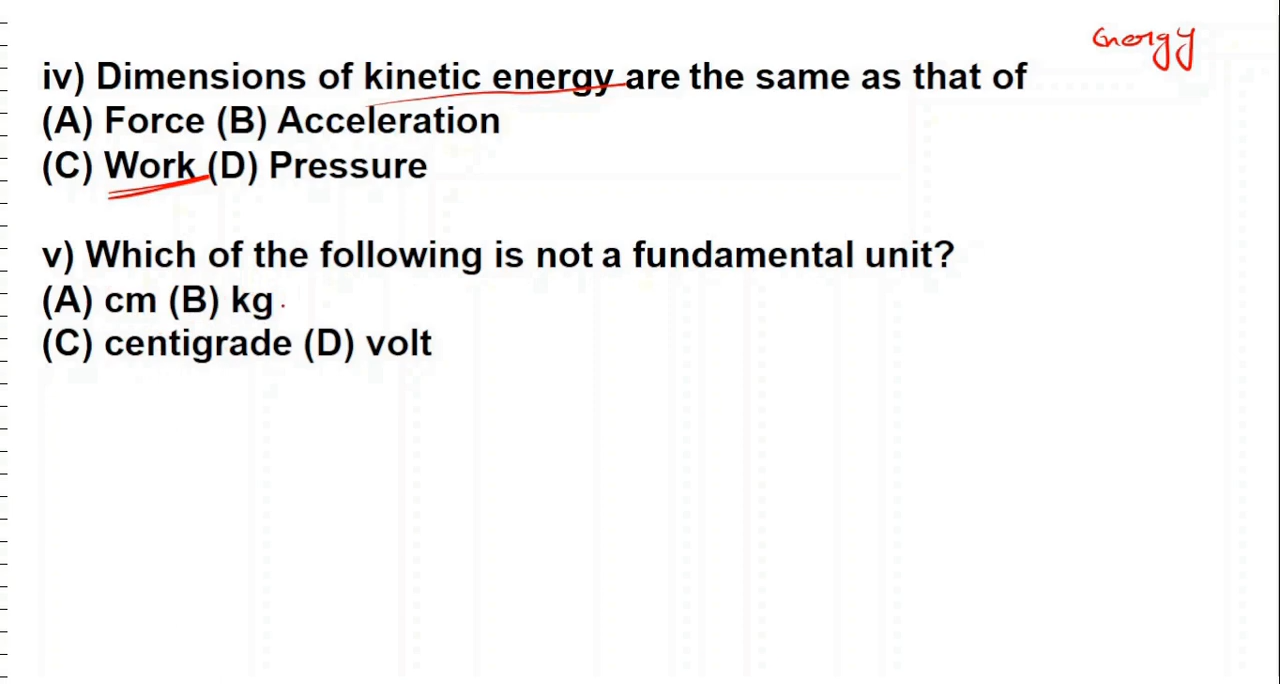 Energy
iv) Dimensions of kinetic energy are the same as that of
(A) Force (B) Acceleration
(C) Work (D) Pressure
v) Which of the following is not a fundamental unit?
(A) cm (B) kg
(C) centigrade (D) volt